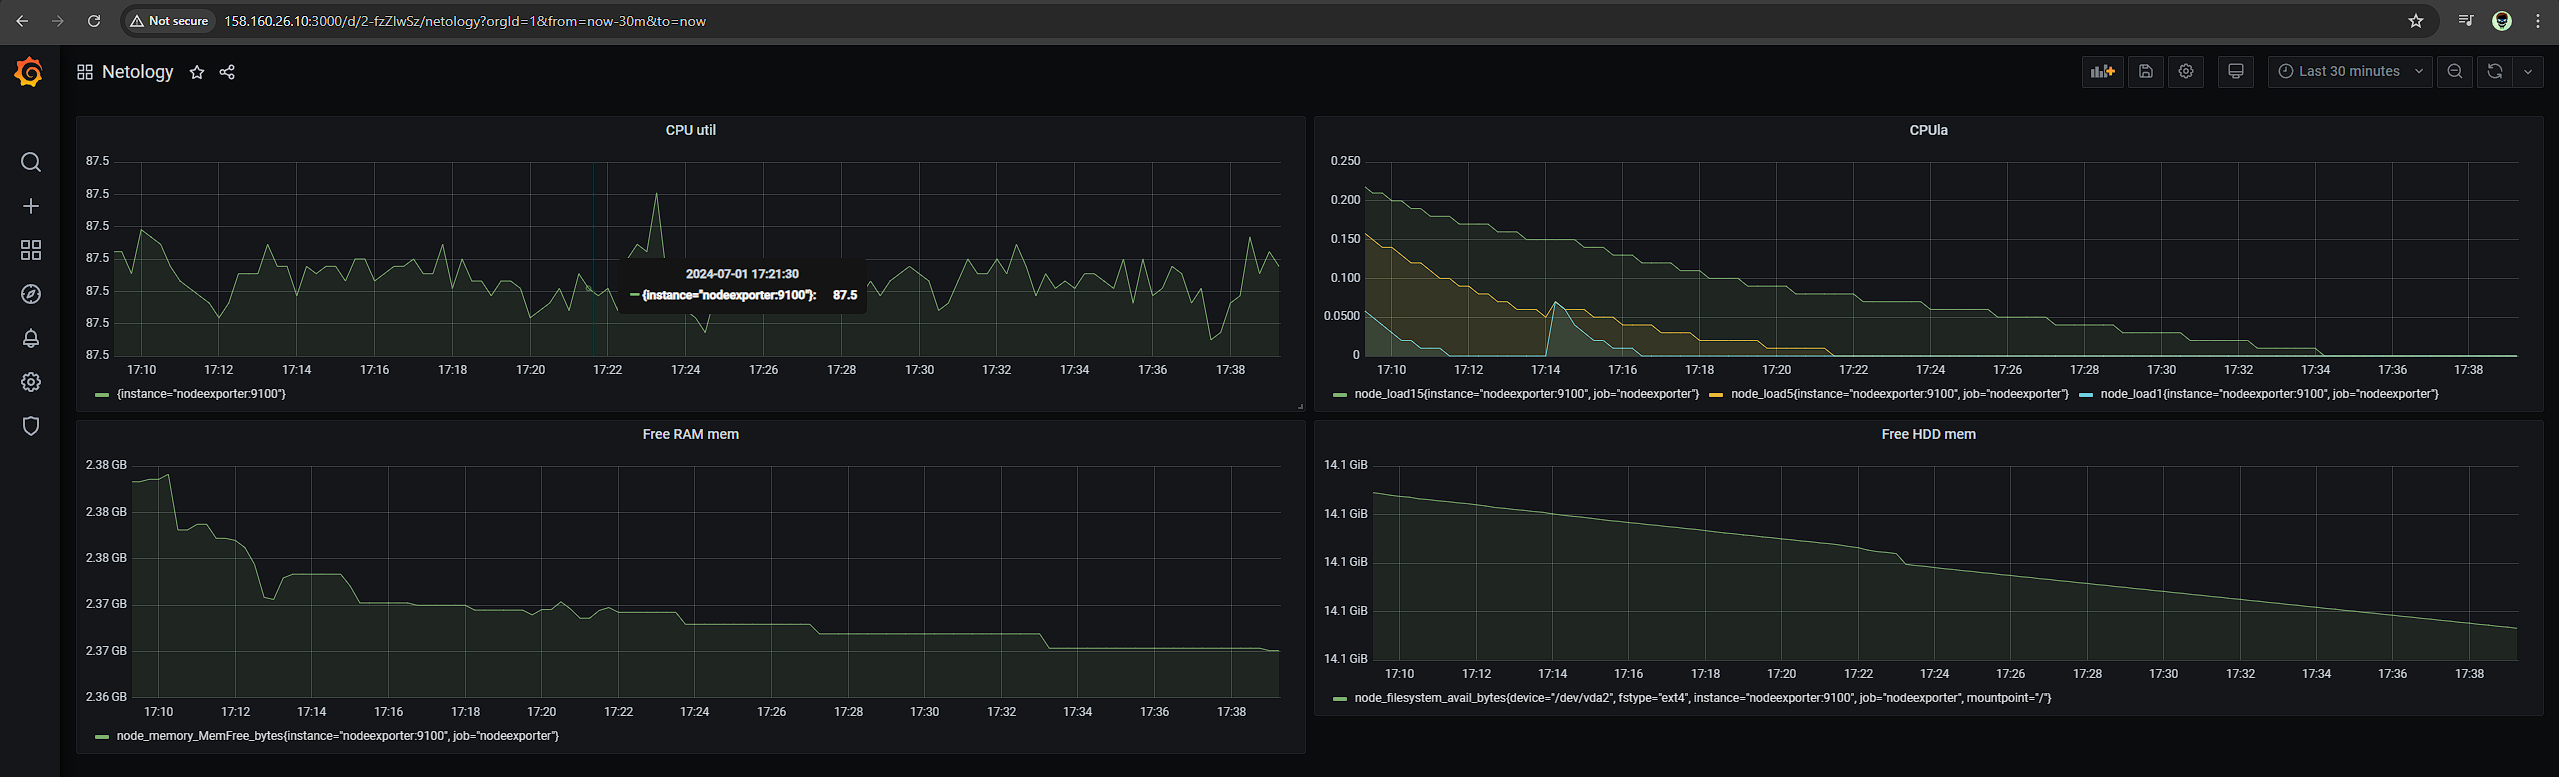 Not secure 158.160.26.10:3000/d/2-fzZlwSz/netology?orgId=1&from=now-30m&to=now
Netology
Last 30 minutes
CPU util
87.5
87.5
87.5
87.5
87.5
87.5
87.5
17:10 17:12 17:14 17:16 17:18 17:20 17:22 17:24 17:26 17:28 17:30 17:32 17:34 17:36 17:38
2024-07-01 17:21:30
{instance="nodeexporter:9100"}: 87.5
{instance="nodeexporter:9100"}
CPUla
0.250
0.200
0.150
0.100
0.0500
0
17:10 17:12 17:14 17:16 17:18 17:20 17:22 17:24 17:26 17:28 17:30 17:32 17:34 17:36 17:38
node_load15{instance="nodeexporter:9100", job="nodeexporter"} node_load5{instance="nodeexporter:9100", job="nodeexporter"} node_load1{instance="nodeexporter:9100", job="nodeexporter"}
Free RAM mem
2.38 GB
2.38 GB
2.38 GB
2.37 GB
2.37 GB
2.36 GB
17:10 17:12 17:14 17:16 17:18 17:20 17:22 17:24 17:26 17:28 17:30 17:32 17:34 17:36 17:38
node_memory_MemFree_bytes{instance="nodeexporter:9100", job="nodeexporter"}
Free HDD mem
14.1 GiB
14.1 GiB
14.1 GiB
14.1 GiB
14.1 GiB
17:10 17:12 17:14 17:16 17:18 17:20 17:22 17:24 17:26 17:28 17:30 17:32 17:34 17:36 17:38
node_filesystem_avail_bytes{device="/dev/vda2", fstype="ext4", instance="nodeexporter:9100", job="nodeexporter", mountpoint="/"}